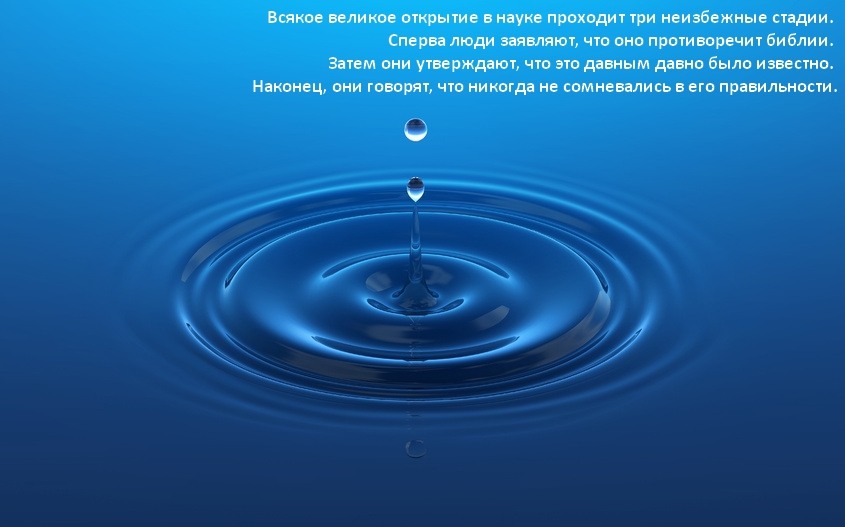 Всякое великое открытие в науке проходит три неизбежные стадии.
Сперва люди заявляют, что оно противоречит библии.
Затем они утверждают, что это давным давно было известно.
Наконец, они говорят, что никогда не сомневались в его правильности.